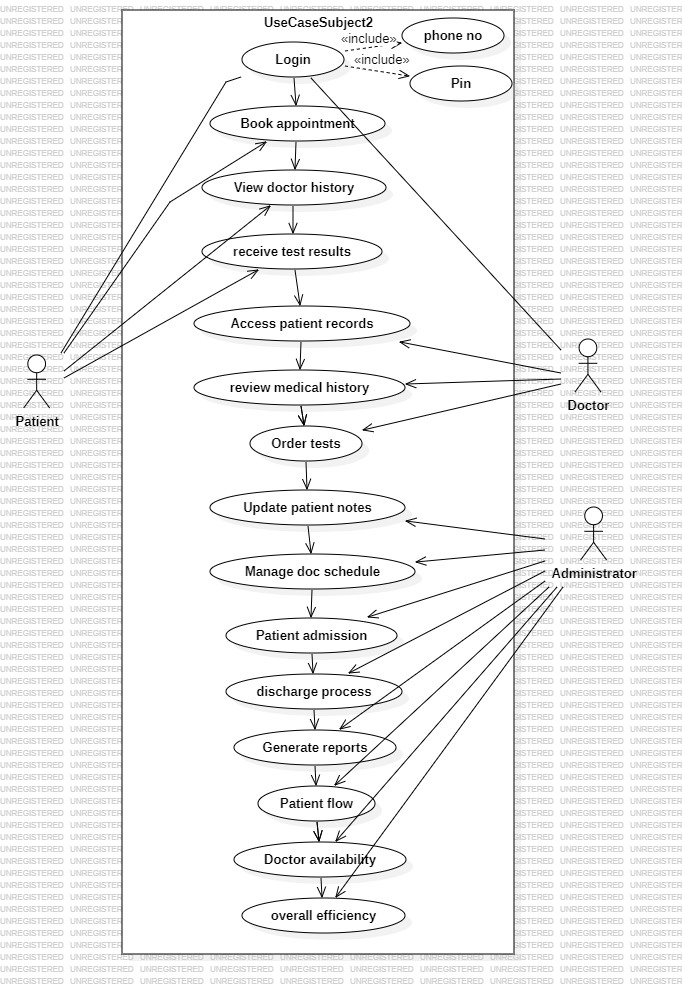 UseCaseSubject2
«include»
phone no
Login
«include»
Pin
Book appointment
View doctor history
receive test results
Access patient records
review medical history
Patient
Doctor
Order tests
Update patient notes
Manage doc schedule
Administrator
Patient admission
discharge process
Generate reports
Patient flow
Doctor availability
overall efficiency
UNREGISTERED